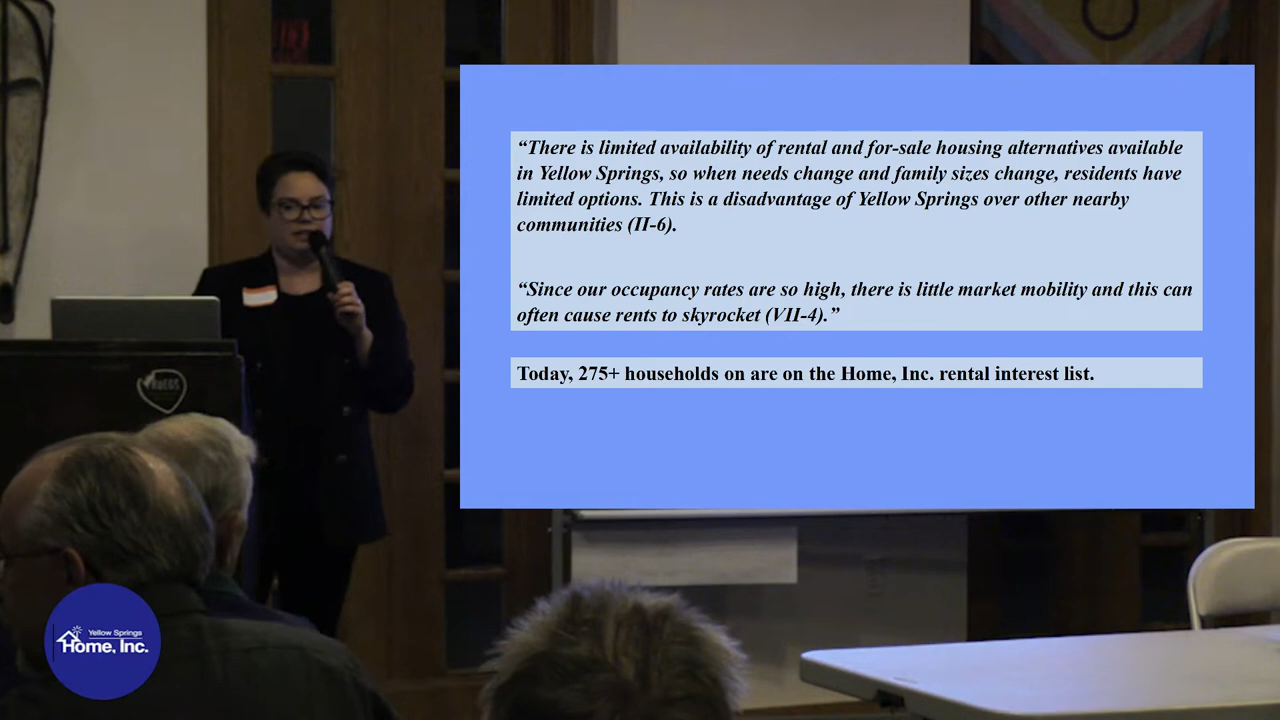 “There is limited availability of rental and for-sale housing alternatives available
in Yellow Springs, so when needs change and family sizes change, residents have
limited options. This is a disadvantage of Yellow Springs over other nearby
communities (II-6).
“Since our occupancy rates are so high, there is little market mobility and this can
often cause rents to skyrocket (VII-4).”
Today, 275+ households on are on the Home, Inc. rental interest list.
Yellow Springs
Home, Inc.